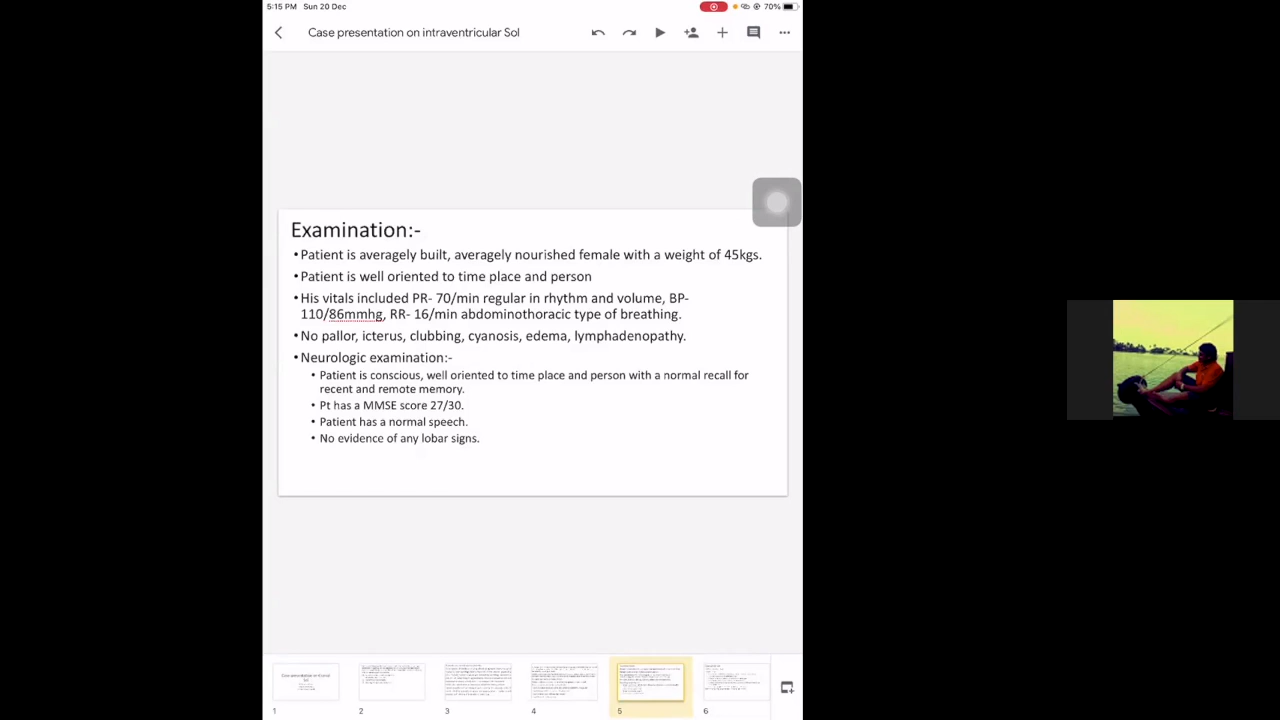 5:15 PM Sun 20 Dec
70%
Case presentation on intraventricular Sol
Examination:-
•Patient is averagely built, averagely nourished female with a weight of 45kgs.
•Patient is well oriented to time place and person
•His vitals included PR- 70/min regular in rhythm and volume, BP-
110/86mmhg, RR- 16/min abdominothoracic type of breathing.
•No pallor, icterus, clubbing, cyanosis, edema, lymphadenopathy.
•Neurologic examination:-
• Patient is conscious, well oriented to time place and person with a normal recall for
recent and remote memory.
• Pt has a MMSE score 27/30.
• Patient has a normal speech.
• No evidence of any lobar signs.
1
2
3
4
5
6